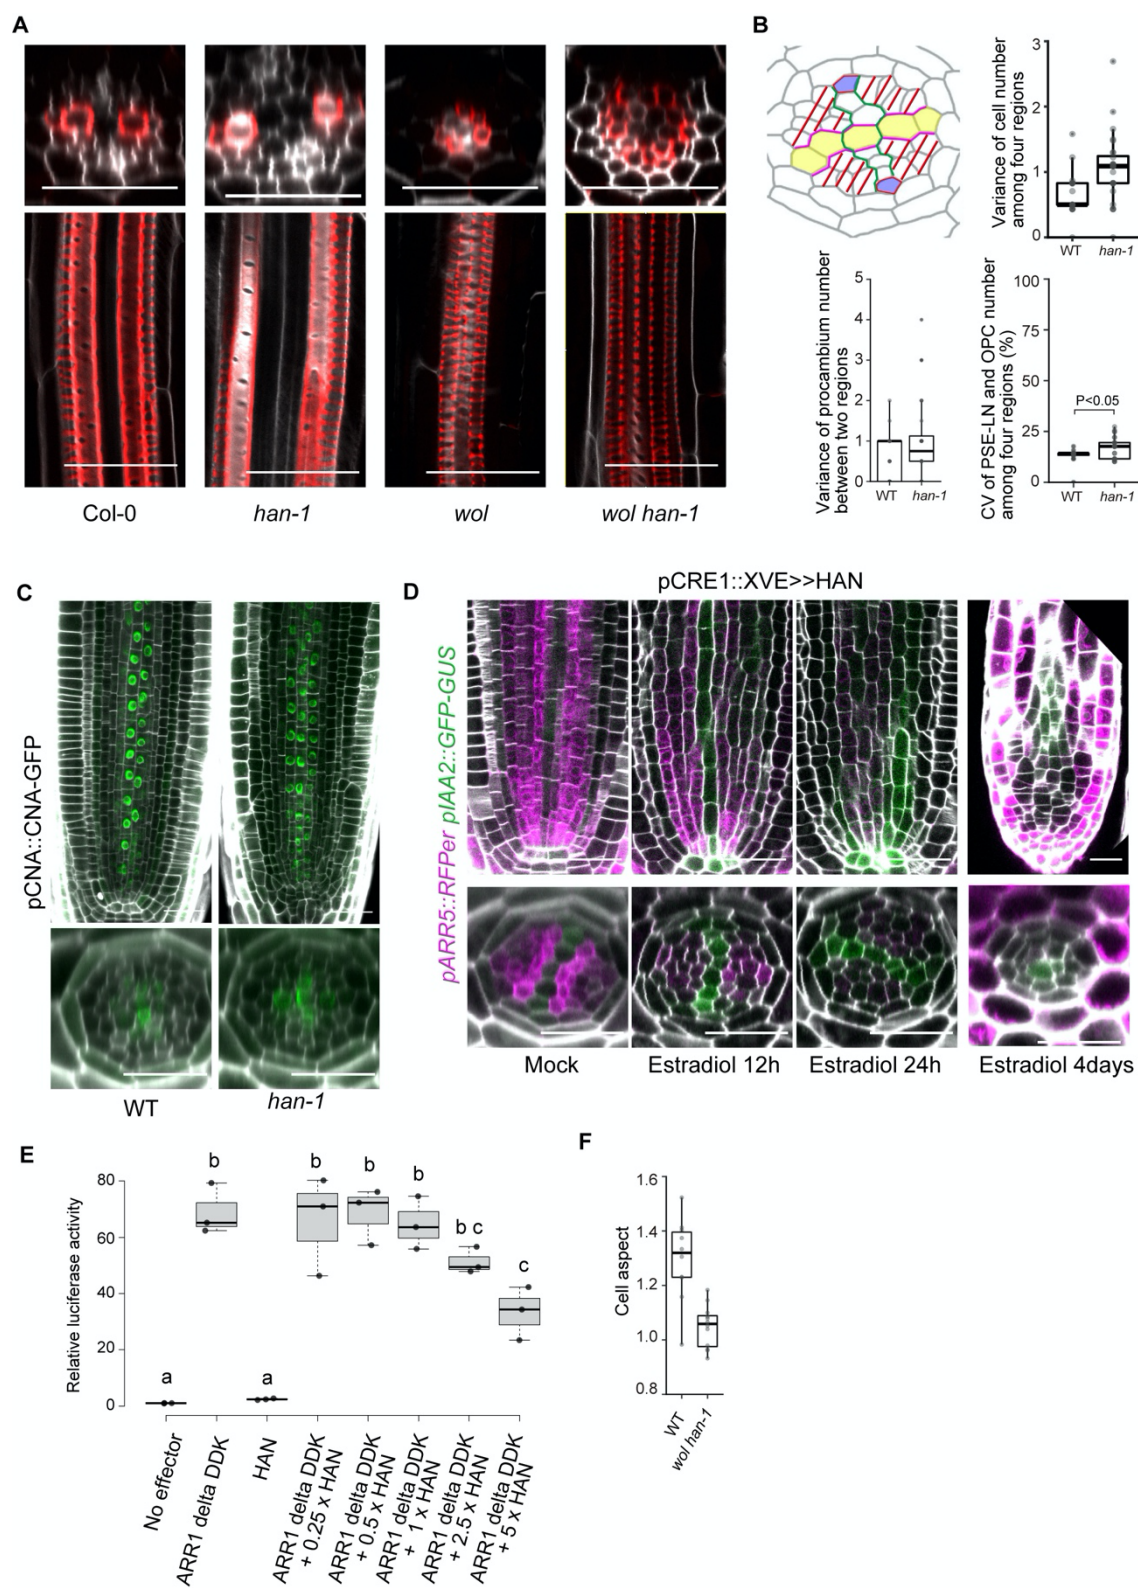 A
Col-0
han-1
wol
wol han-1
B
Variance of cell number
among four regions
3
2
1
0
WT
han-1
Variance of procambium number
between two regions
5
4
3
2
1
0
WT
han-1
CV of PSE-LN and OPC number
among four regions (%)
100
75
50
25
0
P<0.05
WT
han-1
C
pCNA::CNA-GFP
WT
han-1
D
pCRE1::XVE>>HAN
pARR5::RFPer pIAA2::GFP-GUS
Mock
Estradiol 12h
Estradiol 24h
Estradiol 4days
E
Relative luciferase activity
80
60
40
20
0
a
b
a
b
b
b
b c
c
No effector
ARR1 delta DDK
HAN
ARR1 delta DDK
+ 0.25 x HAN
ARR1 delta DDK
+ 0.5 x HAN
ARR1 delta DDK
+ 1 x HAN
ARR1 delta DDK
+ 2.5 x HAN
ARR1 delta DDK
+ 5 x HAN
F
Cell aspect
1.6
1.4
1.2
1.0
0.8
WT
wol han-1